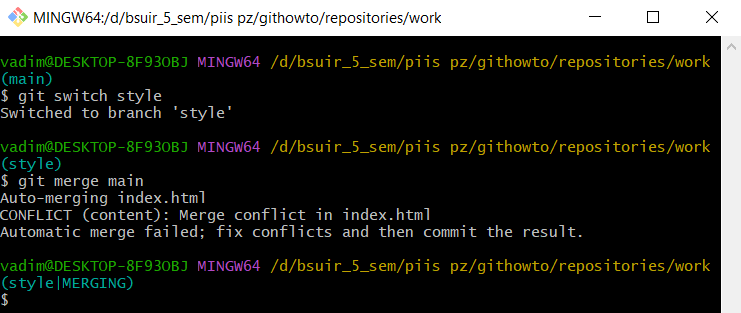 MINGW64:/d/bsuir_5_sem/piis pz/githowto/repositories/work
vadim@DESKTOP-8F93OBJ MINGW64 /d/bsuir_5_sem/piis pz/githowto/repositories/work
(main)
$ git switch style
Switched to branch 'style'
vadim@DESKTOP-8F93OBJ MINGW64 /d/bsuir_5_sem/piis pz/githowto/repositories/work
(style)
$ git merge main
Auto-merging index.html
CONFLICT (content): Merge conflict in index.html
Automatic merge failed; fix conflicts and then commit the result.
vadim@DESKTOP-8F93OBJ MINGW64 /d/bsuir_5_sem/piis pz/githowto/repositories/work
(style|MERGING)
$